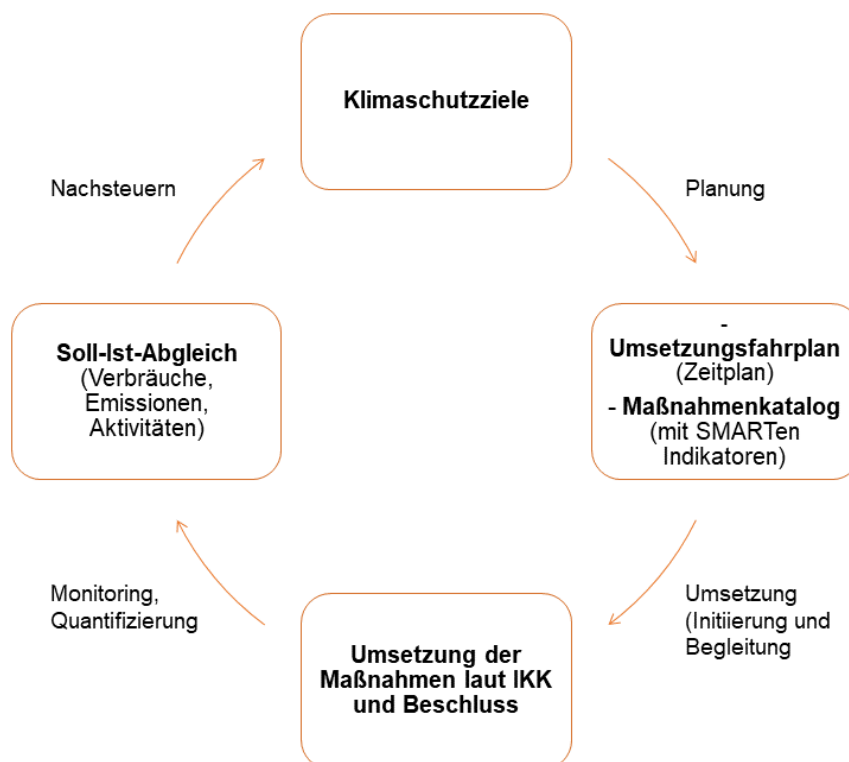 Klimaschutzziele
Nachsteuern
Planung
Soll-Ist-Abgleich
(Verbräuche,
Emissionen,
Aktivitäten)
-
Umsetzungsfahrplan
(Zeitplan)
- Maßnahmenkatalog
(mit SMARTen
Indikatoren)
Monitoring,
Quantifizierung
Umsetzung
(Initiierung und
Begleitung
Umsetzung der
Maßnahmen laut IKK
und Beschluss